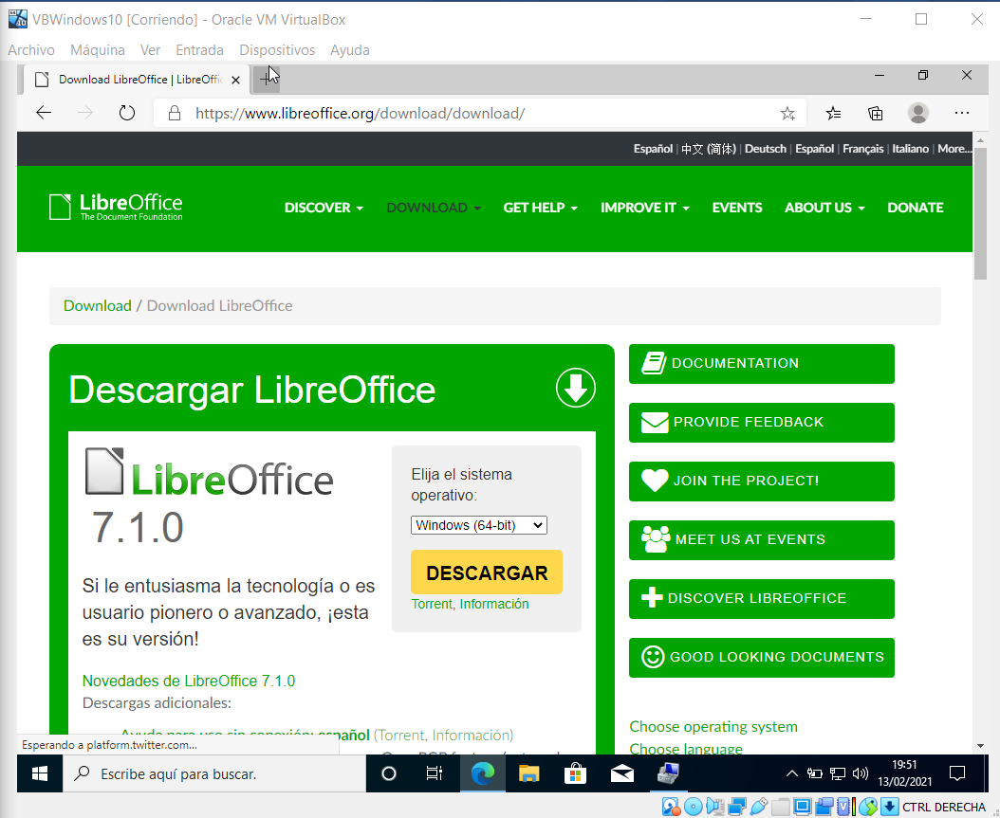 VBWindows10 [Corriendo] - Oracle VM VirtualBox
Archivo Máquina Ver Entrada Dispositivos Ayuda
Download LibreOffice | LibreOffic
https://www.libreoffice.org/download/download/
Español | 中文 (简体) | Deutsch | Español | Français | Italiano | More...
LibreOffice
The Document Foundation
DISCOVER DOWNLOAD GET HELP IMPROVE IT EVENTS ABOUT US DONATE
Download / Download LibreOffice
Descargar LibreOffice
LibreOffice
7.1.0
Si le entusiasma la tecnología o es
usuario pionero o avanzado, ¡esta
es su versión!
Novedades de LibreOffice 7.1.0
Descargas adicionales:
Ayuda para uso sin conexión: español (Torrent, Información)
Elija el sistema
operativo:
Windows (64-bit)
DESCARGAR
Torrent, Información
DOCUMENTATION
PROVIDE FEEDBACK
JOIN THE PROJECT!
MEET US AT EVENTS
DISCOVER LIBREOFFICE
GOOD LOOKING DOCUMENTS
Choose operating system
Choose language
Esperando a platform.twitter.com...
Escribe aquí para buscar.
19:51
13/02/2021
CTRL DERECHA